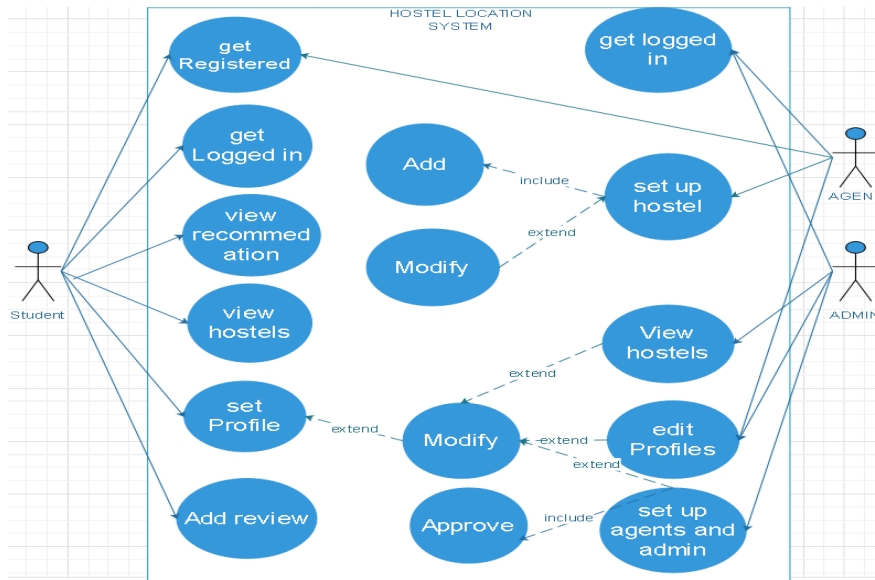 HOSTEL LOCATION
SYSTEM
get
Registered
get logged
in
get
Logged in
Add
include
set up
hostel
AGEN
view
recommed
ation
extend
Modify
Student
ADMIN
view
hostels
View
hostels
extend
set
Profile
extend
Modify
extend
edit
Profiles
extend
Add review
Approve
include
set up
agents and
admin